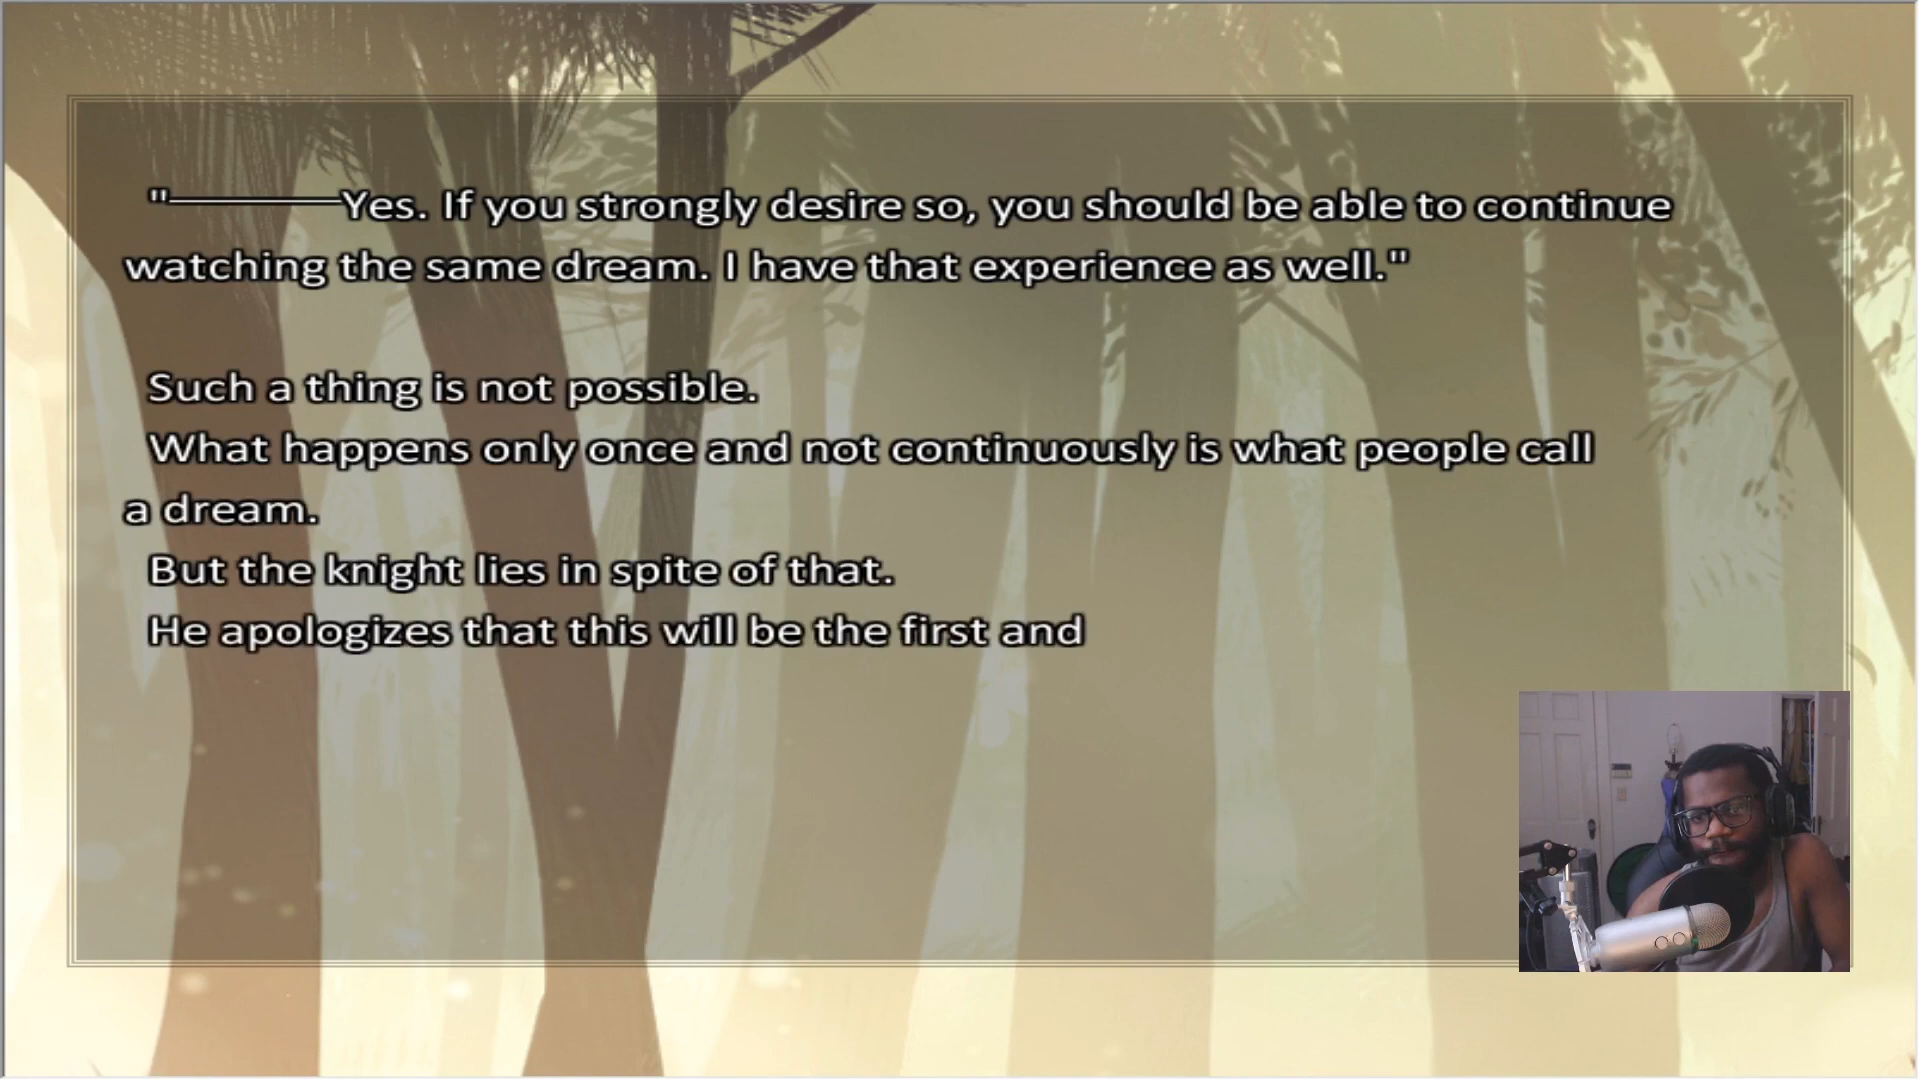 "————Yes. If you strongly desire so, you should be able to continue
watching the same dream. I have that experience as well."
Such a thing is not possible.
What happens only once and not continuously is what people call
a dream.
But the knight lies in spite of that.
He apologizes that this will be the first and